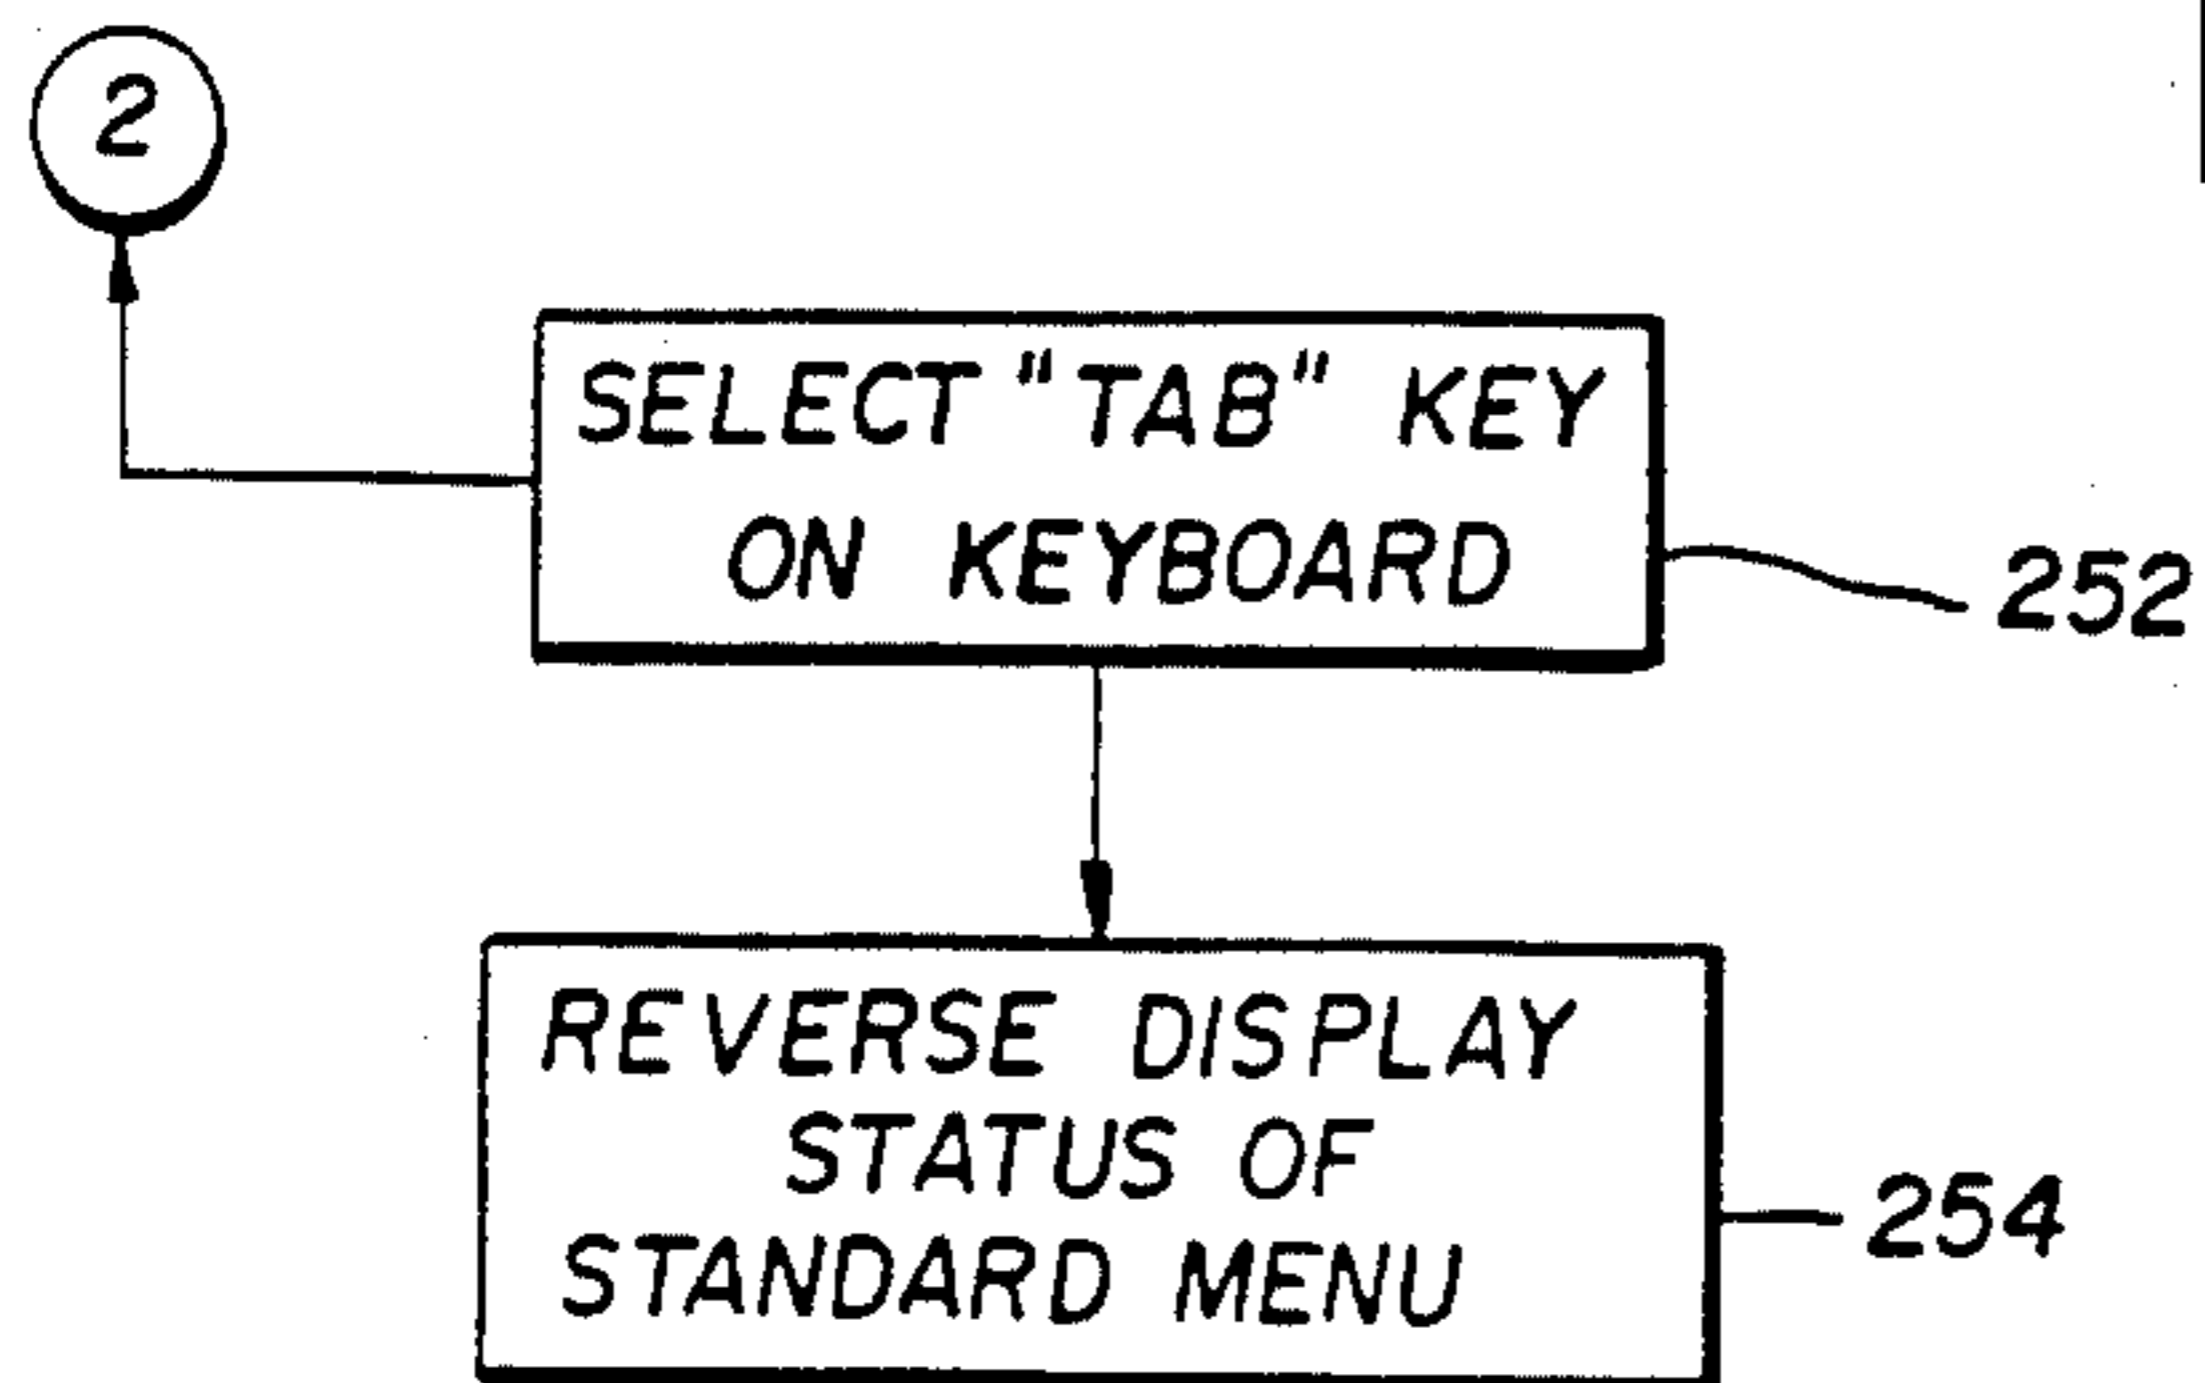 2
SELECT "TAB" KEY
ON KEYBOARD
252
REVERSE DISPLAY
STATUS OF
STANDARD MENU
254